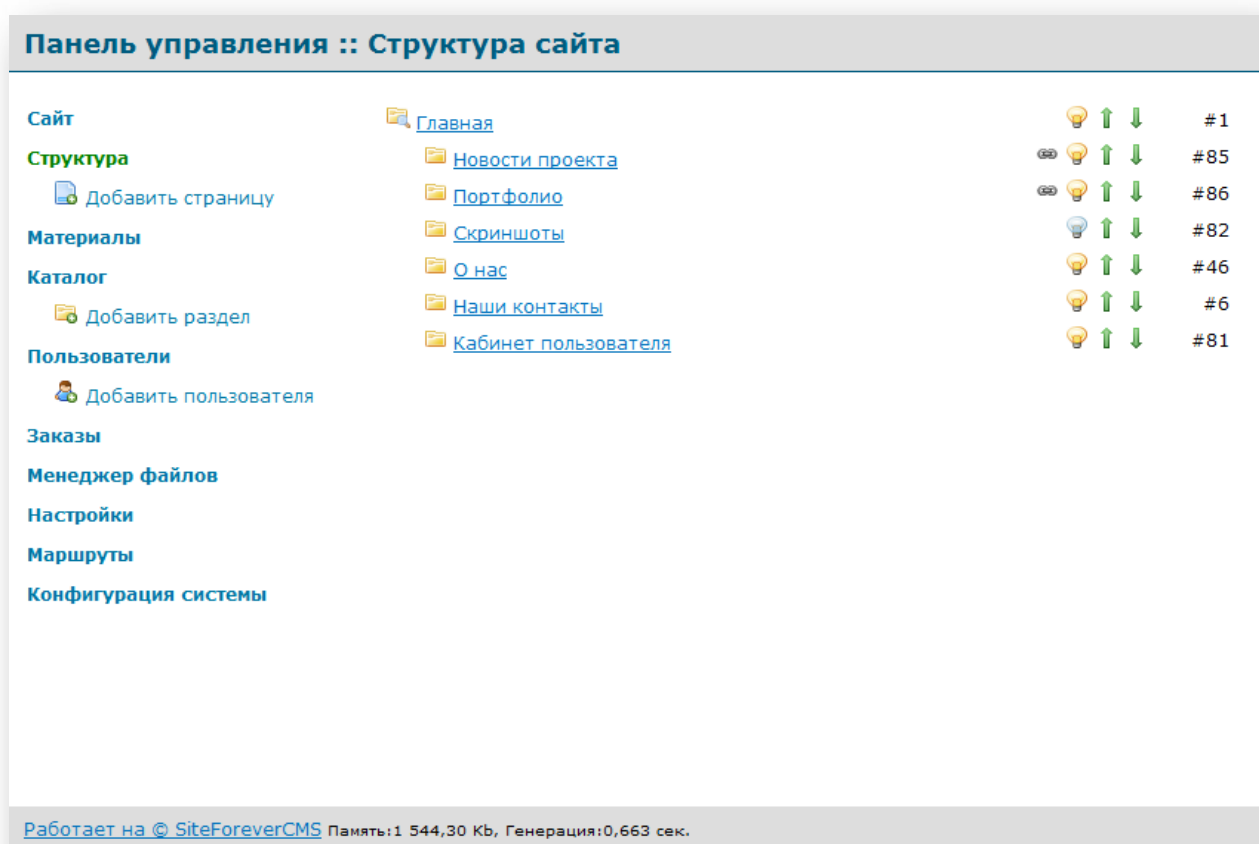 Панель управления :: Структура сайта
Сайт
Структура
Добавить страницу
Материалы
Каталог
Добавить раздел
Пользователи
Добавить пользователя
Заказы
Менеджер файлов
Настройки
Маршруты
Конфигурация системы
Главная #1
Новости проекта #85
Портфолио #86
Скриншоты #82
О нас #46
Наши контакты #6
Кабинет пользователя #81
Работает на © SiteForeverCMS Память:1 544,30 Kb, Генерация:0,663 сек.